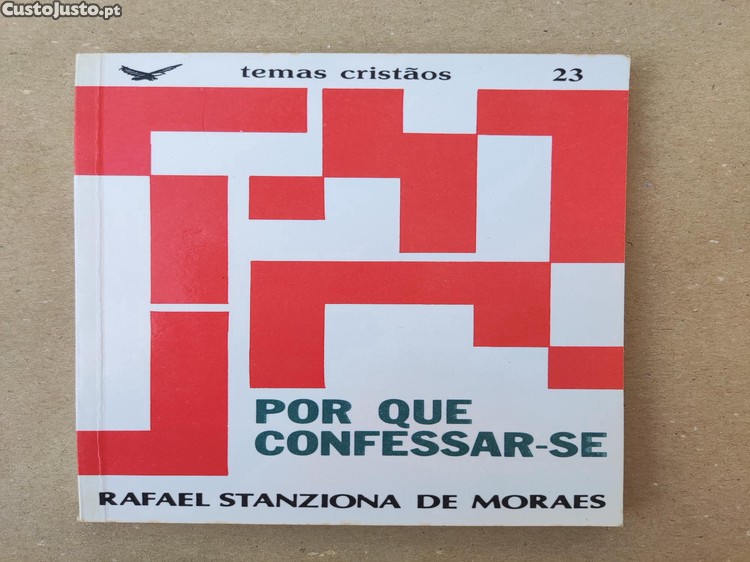 CustoJusto.pt
temas cristãos 23
POR QUE
CONFESSAR-SE
RAFAEL STANZIONA DE MORAES